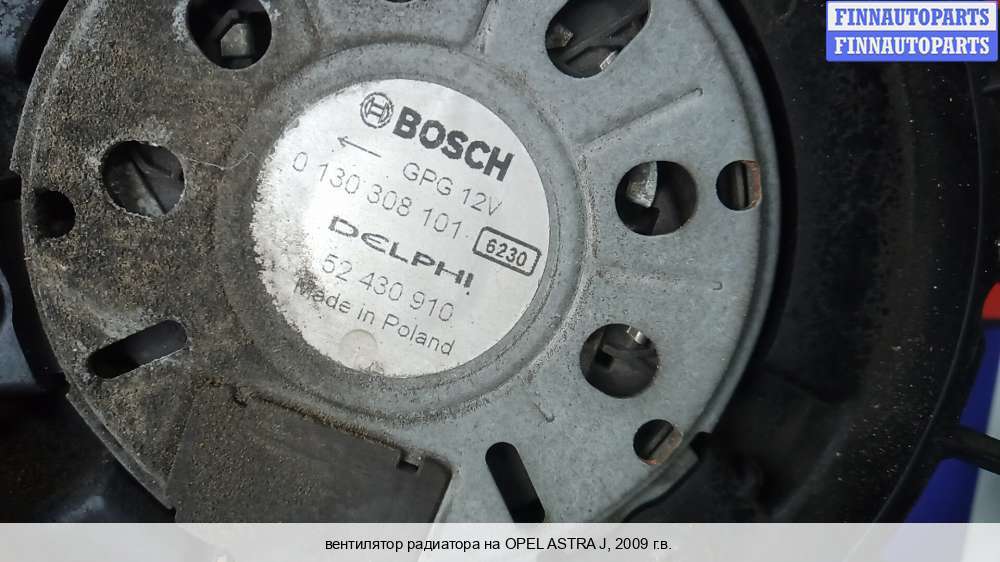 FINNAUTOPARTS
FINNAUTOPARTS
BOSCH
GPG 12V
0 130 308 101
6230
DELPHI
52 430 910
Made in Poland
вентилятор радиатора на OPEL ASTRA J, 2009 г.в.